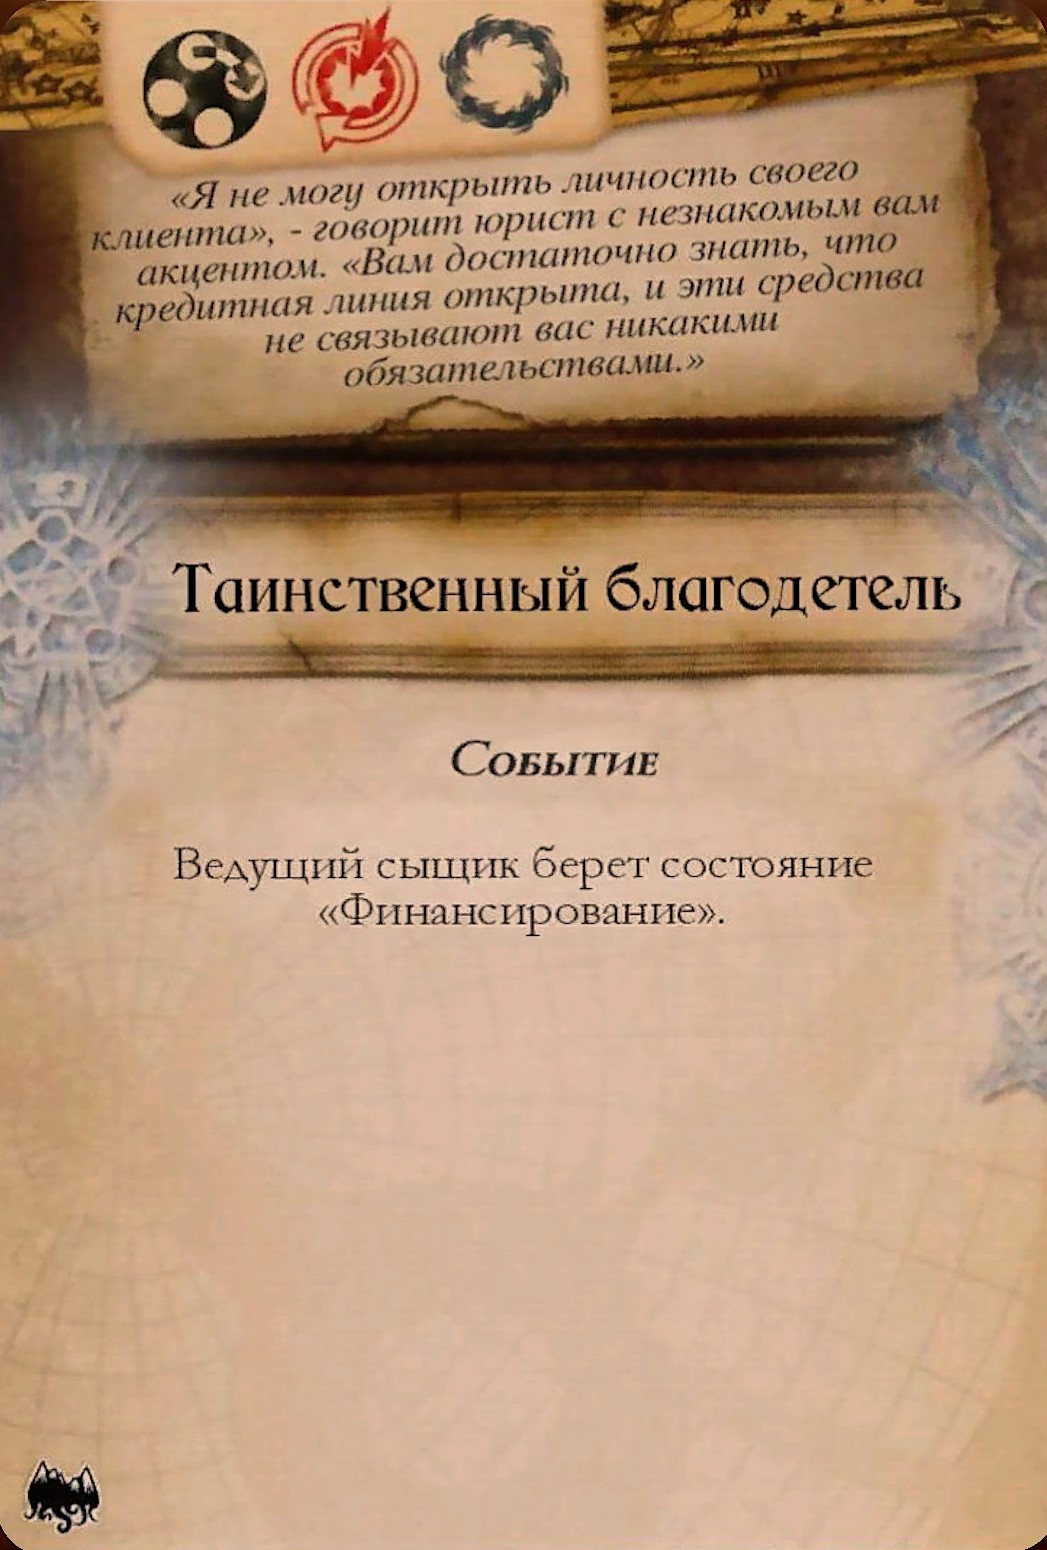 «Я не могу открыть личность своего
клиента», - говорит юрист с незнакомым вам
акцентом. «Вам достаточно знать, что
кредитная линия открыта, и эти средства
не связывают вас никакими
обязательствами.»
Таинственный благодетель
Событие
Ведущий сыщик берет состояние
«Финансирование».